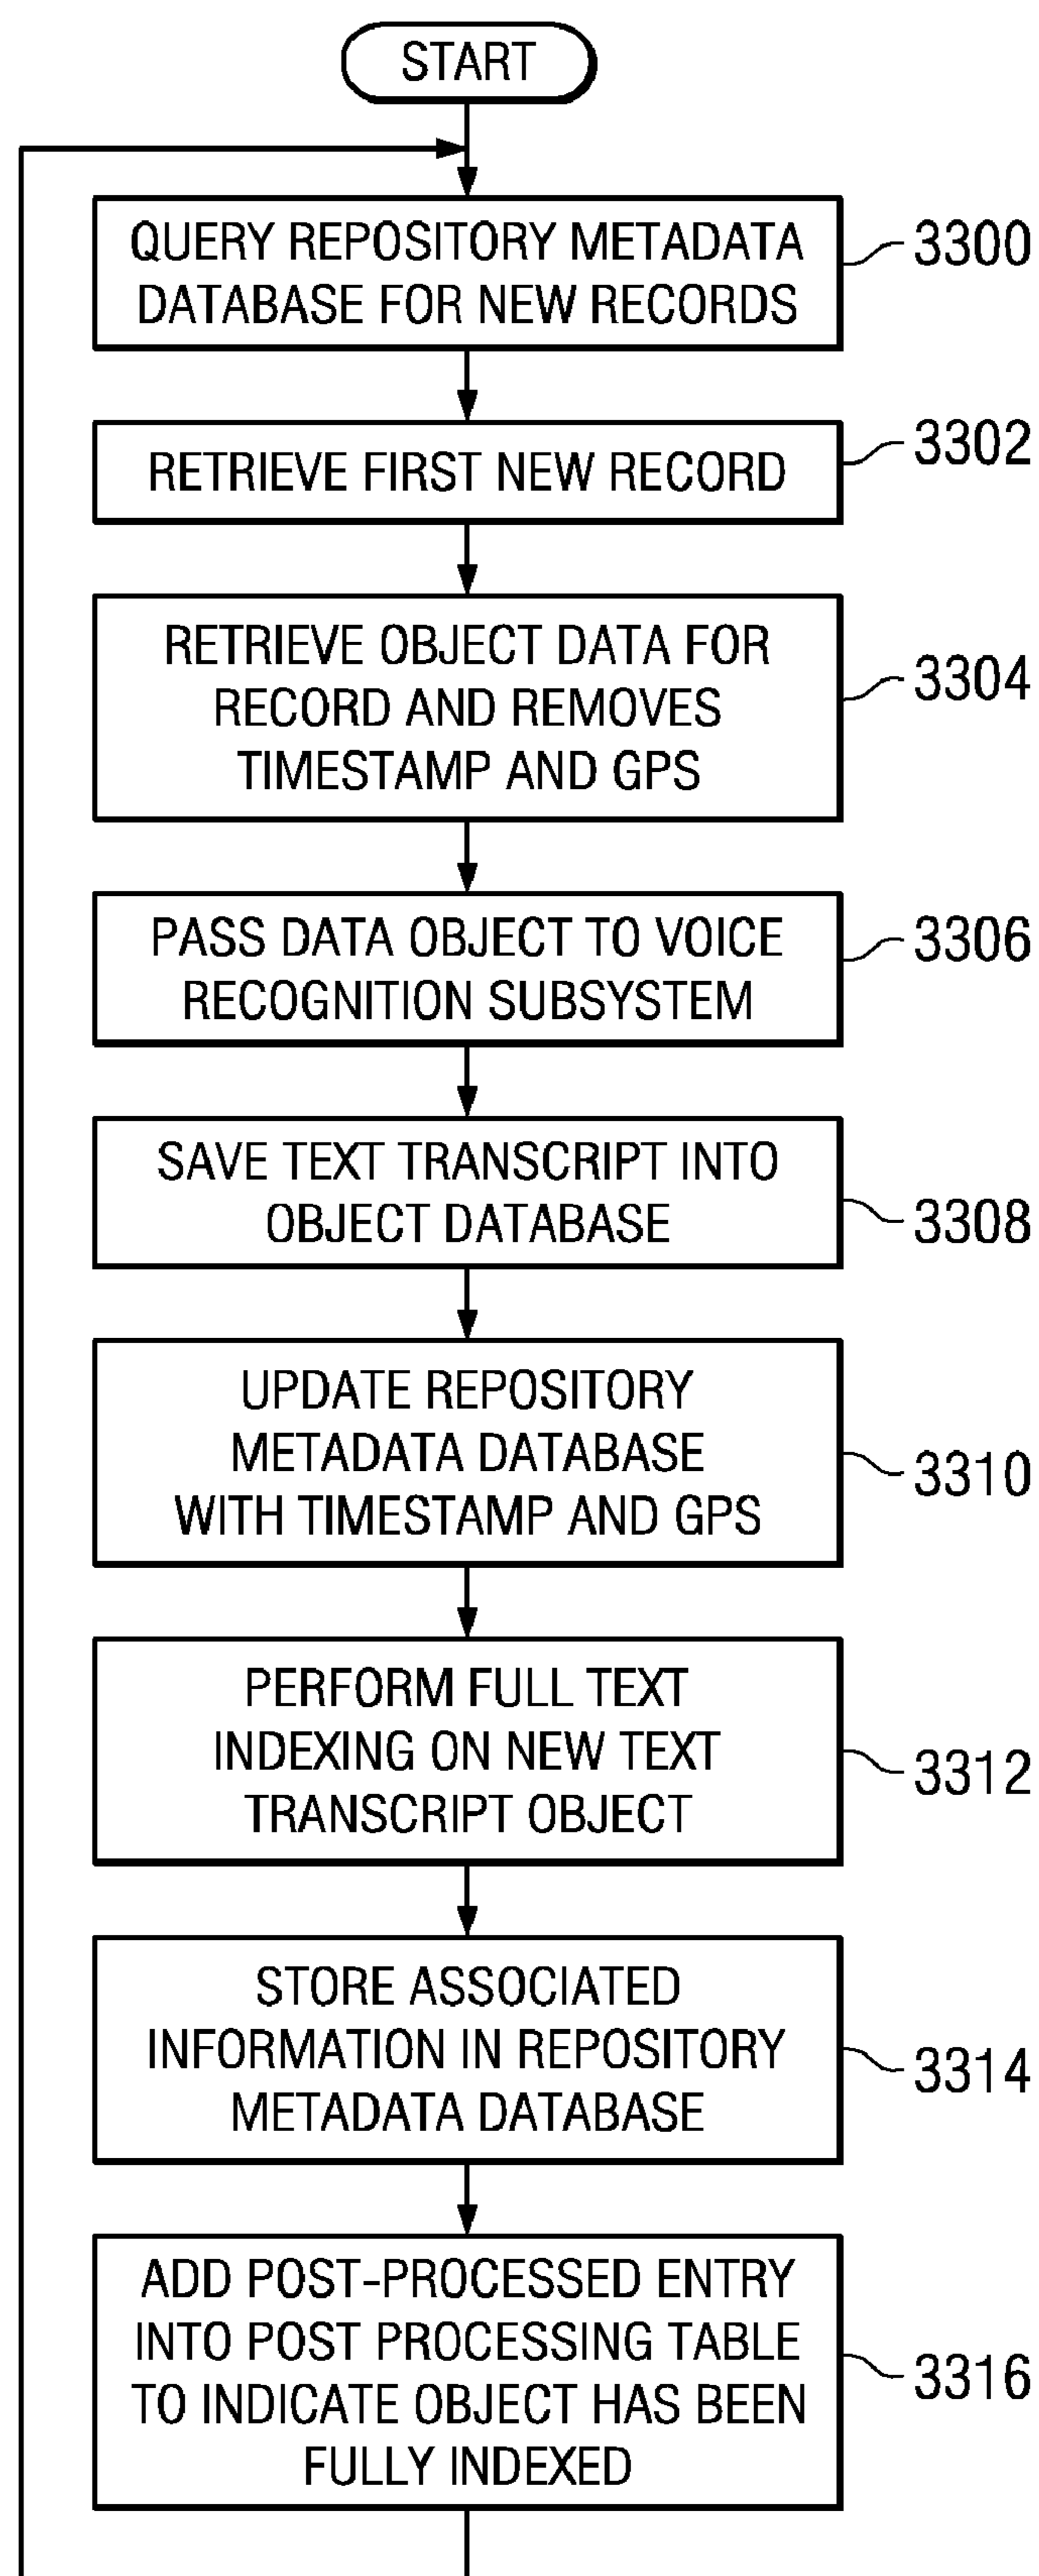 START
QUERY REPOSITORY METADATA
DATABASE FOR NEW RECORDS
3300
RETRIEVE FIRST NEW RECORD
3302
RETRIEVE OBJECT DATA FOR
RECORD AND REMOVES
TIMESTAMP AND GPS
3304
PASS DATA OBJECT TO VOICE
RECOGNITION SUBSYSTEM
3306
SAVE TEXT TRANSCRIPT INTO
OBJECT DATABASE
3308
UPDATE REPOSITORY
METADATA DATABASE
WITH TIMESTAMP AND GPS
3310
PERFORM FULL TEXT
INDEXING ON NEW TEXT
TRANSCRIPT OBJECT
3312
STORE ASSOCIATED
INFORMATION IN REPOSITORY
METADATA DATABASE
3314
ADD POST-PROCESSED ENTRY
INTO POST PROCESSING TABLE
TO INDICATE OBJECT HAS BEEN
FULLY INDEXED
3316